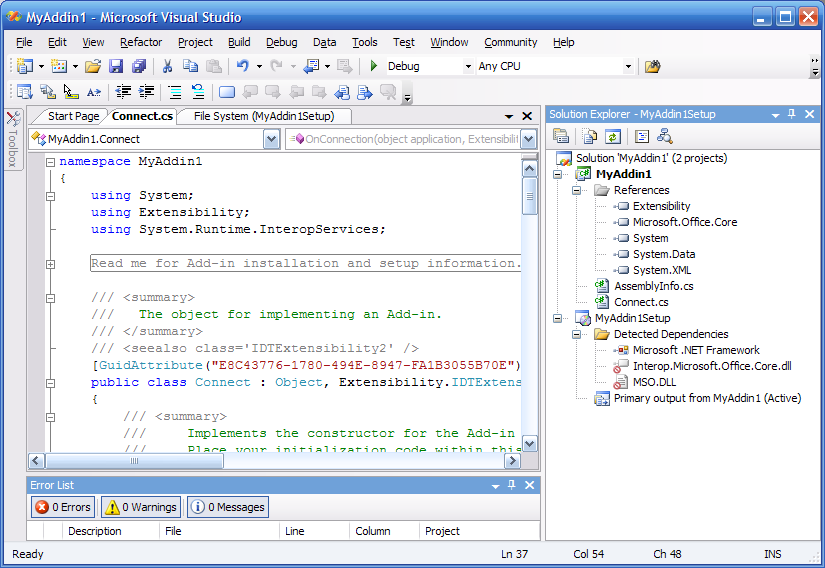 MyAddin1 - Microsoft Visual Studio
File Edit View Refactor Project Build Debug Data Tools Test Window Community Help
Debug Any CPU
Toolbox
Start Page Connect.cs File System (MyAddin1Setup)
MyAddin1.Connect OnConnection(object application, Extensibilit
namespace MyAddin1
{
using System;
using Extensibility;
using System.Runtime.InteropServices;
Read me for Add-in installation and setup information.
/// <summary>
/// The object for implementing an Add-in.
/// </summary>
/// <seealso class='IDTExtensibility2' />
[GuidAttribute("E8C43776-1780-494E-8947-FA1B3055B70E")
public class Connect : Object, Extensibility.IDTExtens
{
/// <summary>
/// Implements the constructor for the Add-in
/// Place your initialization code within this
Error List
0 Errors 0 Warnings 0 Messages
Description File Line Column Project
Solution Explorer - MyAddin1Setup
Solution 'MyAddin1' (2 projects)
MyAddin1
References
Extensibility
Microsoft.Office.Core
System
System.Data
System.XML
AssemblyInfo.cs
Connect.cs
MyAddin1Setup
Detected Dependencies
Microsoft .NET Framework
Interop.Microsoft.Office.Core.dll
MSO.DLL
Primary output from MyAddin1 (Active)
Ready Ln 37 Col 54 Ch 48 INS